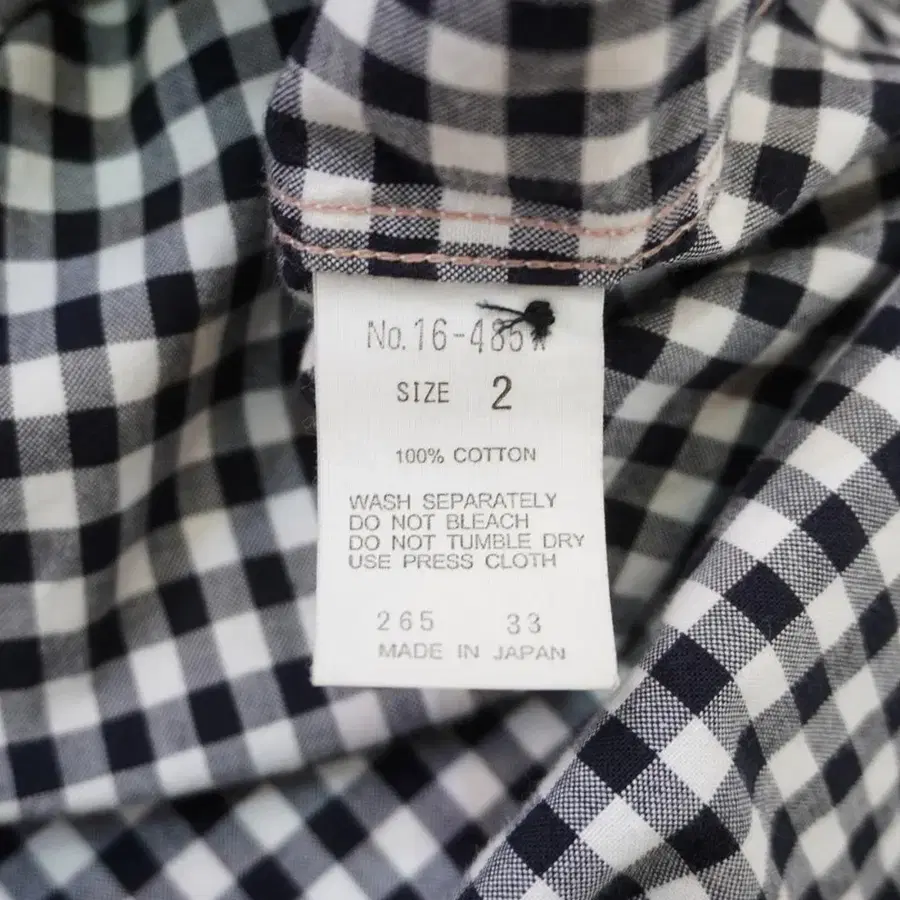 No. 16-485
SIZE 2
100% COTTON
WASH SEPARATELY
DO NOT BLEACH
DO NOT TUMBLE DRY
USE PRESS CLOTH
265 33
MADE IN JAPAN